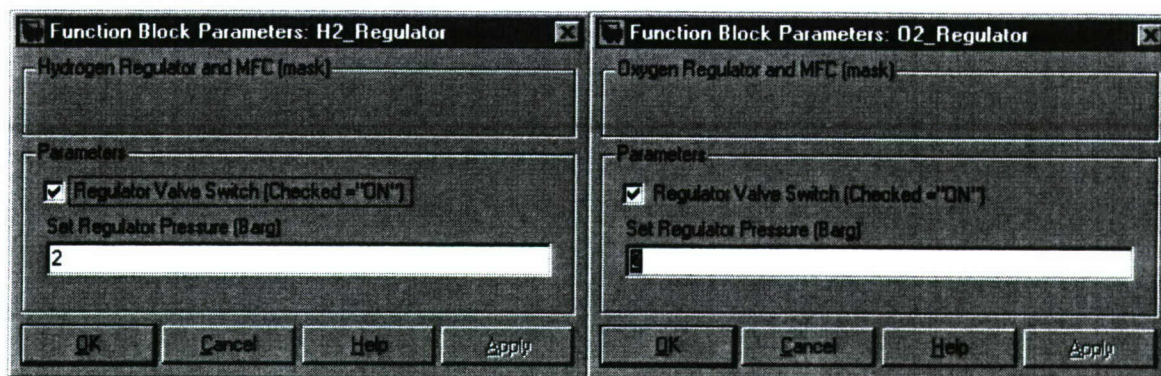 Function Block Parameters: H2_Regulator
Hydrogen Regulator and MFC (mask)
Parameters
Regulator Valve Switch (Checked ="ON")
Set Regulator Pressure (Barg)
2
OK Cancel Help Apply
Function Block Parameters: O2_Regulator
Oxygen Regulator and MFC (mask)
Parameters
Regulator Valve Switch (Checked ="ON")
Set Regulator Pressure (Barg)
OK Cancel Help Apply